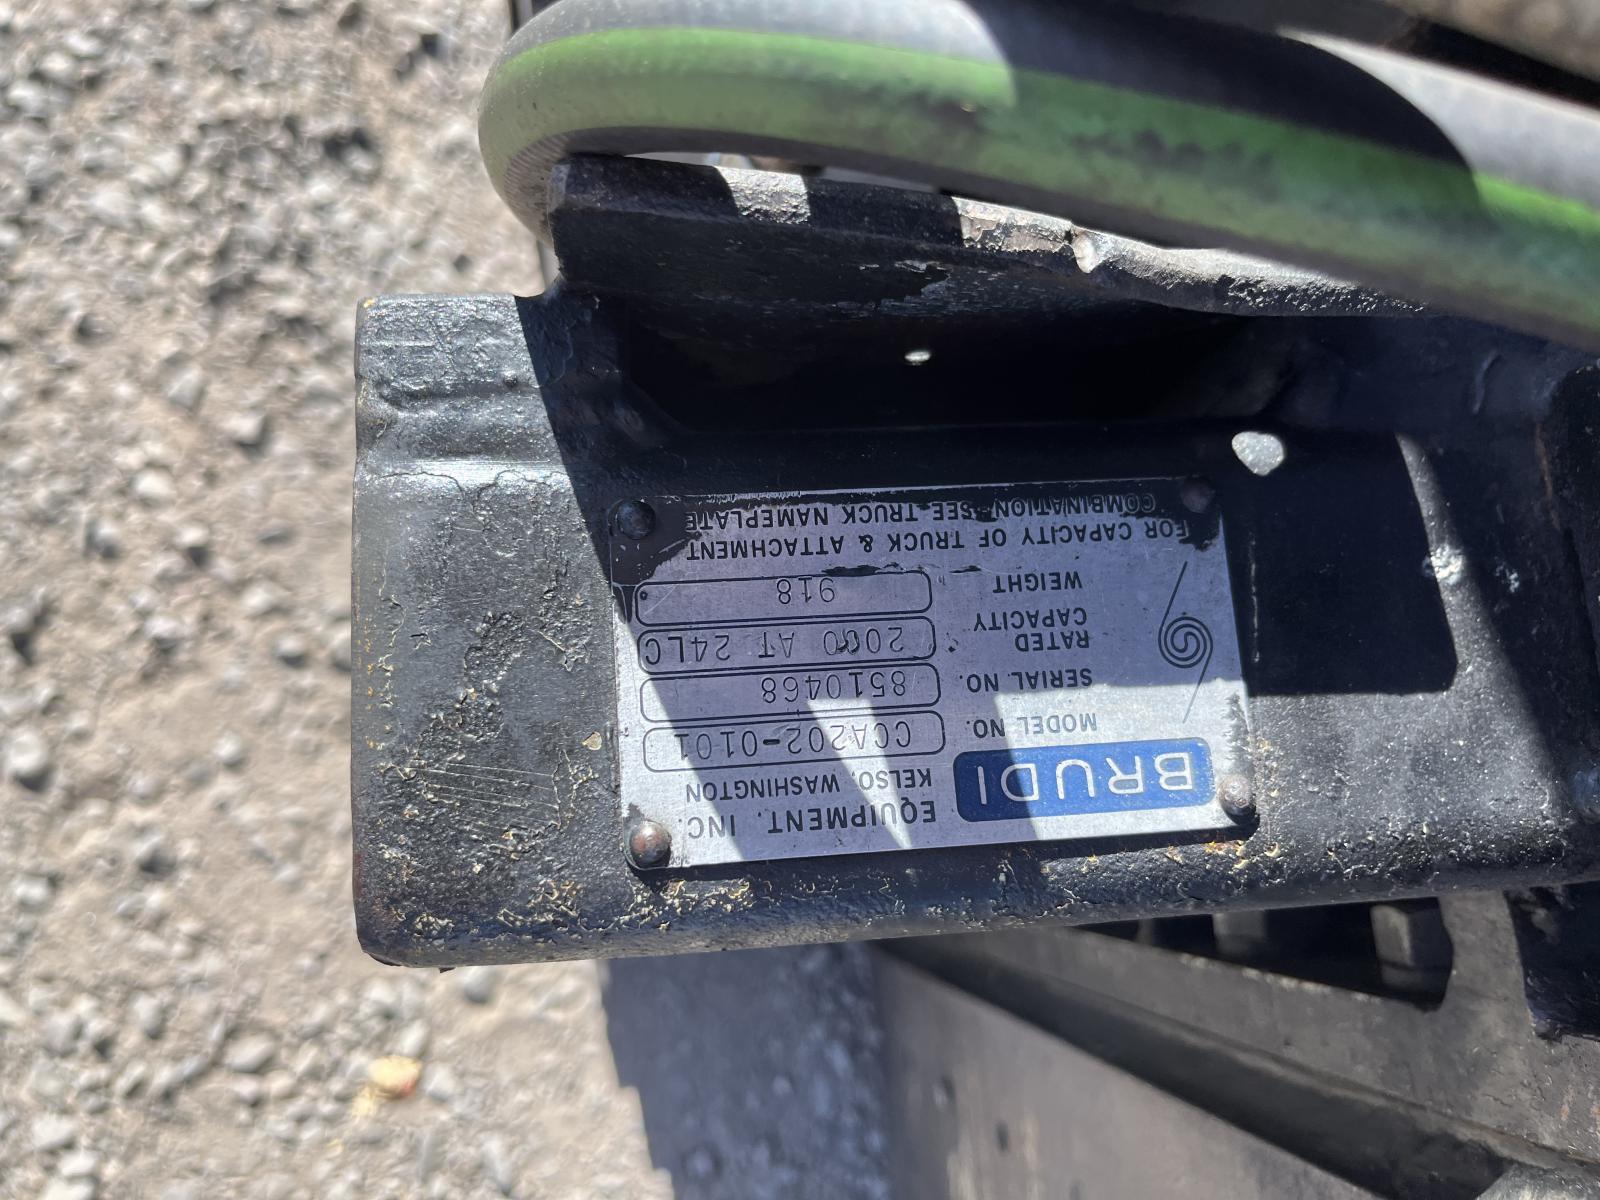 BRUDI EQUIPMENT, INC.
KELSO, WASHINGTON
MODEL NO. CCA202-0101
SERIAL NO. 8510468
RATED CAPACITY 2000 AT 24LC
WEIGHT 918
FOR CAPACITY OF TRUCK & ATTACHMENT
COMBINATION-SEE TRUCK NAMEPLATE